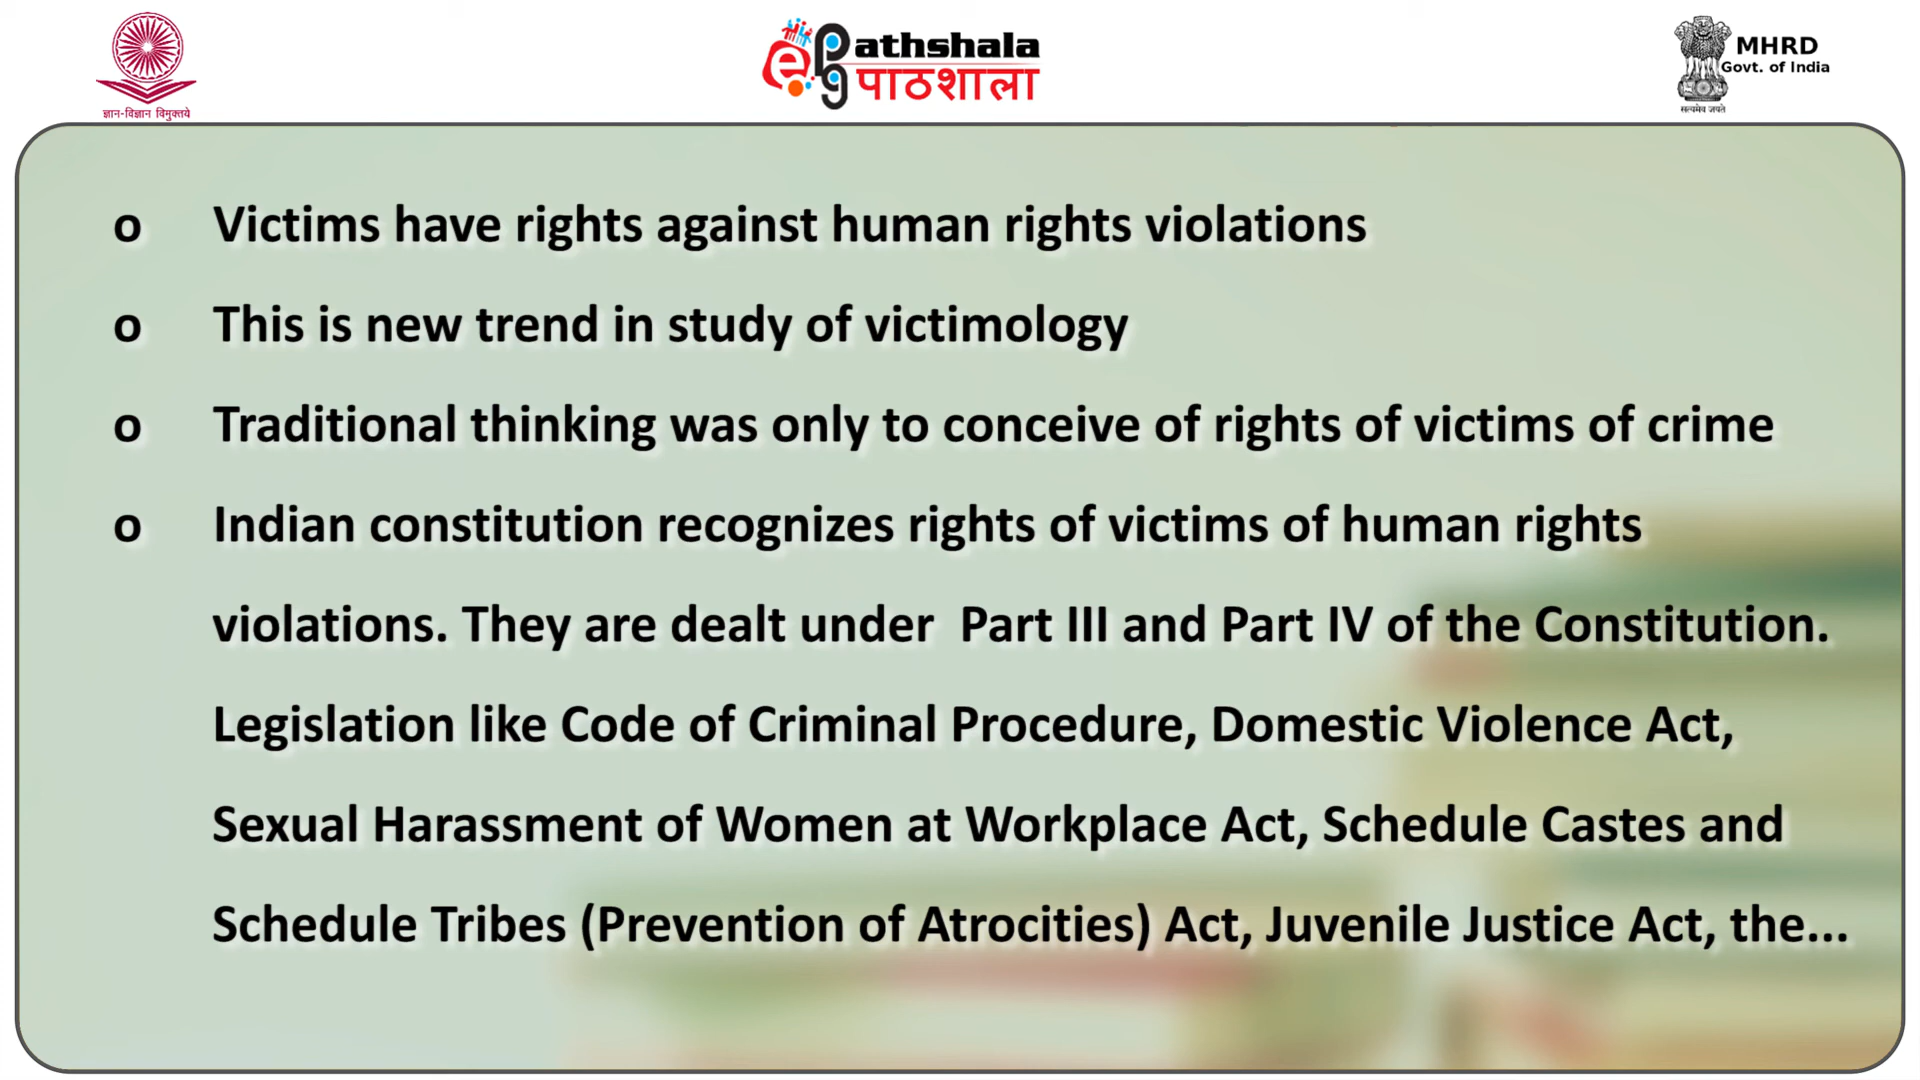 ज्ञान-विज्ञान विमुक्तये
e pg Pathshala
पाठशाला
MHRD
Govt. of India
सत्यमेव जयते
o Victims have rights against human rights violations
o This is new trend in study of victimology
o Traditional thinking was only to conceive of rights of victims of crime
o Indian constitution recognizes rights of victims of human rights
violations. They are dealt under Part III and Part IV of the Constitution.
Legislation like Code of Criminal Procedure, Domestic Violence Act,
Sexual Harassment of Women at Workplace Act, Schedule Castes and
Schedule Tribes (Prevention of Atrocities) Act, Juvenile Justice Act, the...